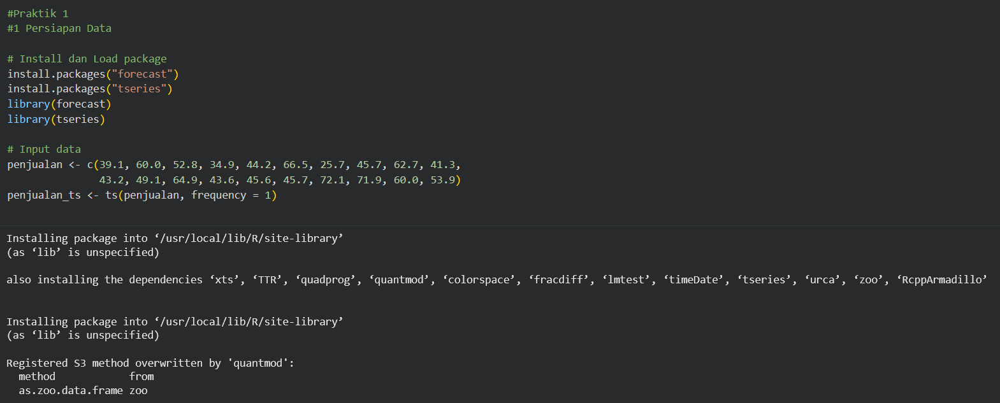 #Praktik 1
#1 Persiapan Data
# Install dan Load package
install.packages("forecast")
install.packages("tseries")
library(forecast)
library(tseries)
# Input data
penjualan <- c(39.1, 60.0, 52.8, 34.9, 44.2, 66.5, 25.7, 45.7, 62.7, 41.3,
43.2, 49.1, 64.9, 43.6, 45.6, 45.7, 72.1, 71.9, 60.0, 53.9)
penjualan_ts <- ts(penjualan, frequency = 1)
Installing package into ‘/usr/local/lib/R/site-library’
(as ‘lib’ is unspecified)
also installing the dependencies ‘xts’, ‘TTR’, ‘quadprog’, ‘quantmod’, ‘colorspace’, ‘fracdiff’, ‘lmtest’, ‘timeDate’, ‘tseries’, ‘urca’, ‘zoo’, ‘RcppArmadillo’
Installing package into ‘/usr/local/lib/R/site-library’
(as ‘lib’ is unspecified)
Registered S3 method overwritten by 'quantmod':
method            from
as.zoo.data.frame zoo